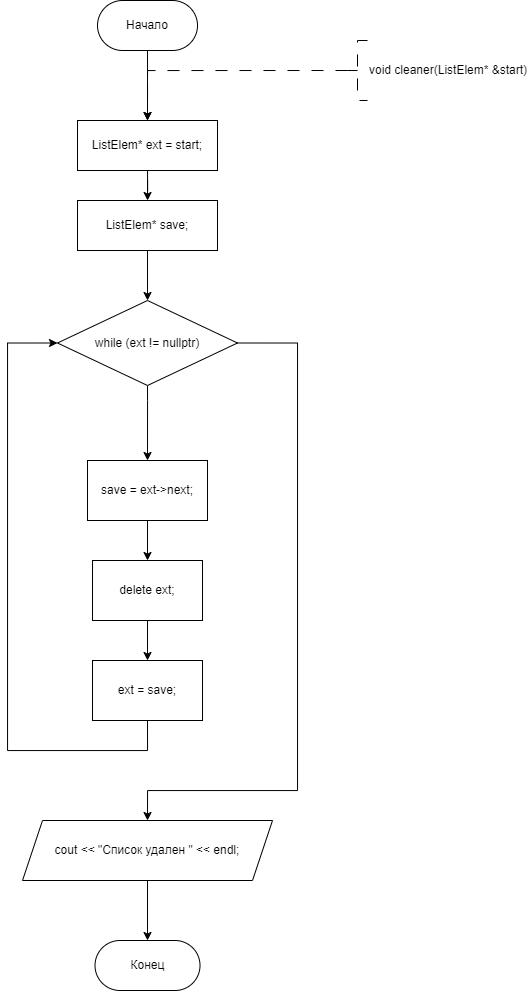 Начало
void cleaner(ListElem* &start)
ListElem* ext = start;
ListElem* save;
while (ext != nullptr)
save = ext->next;
delete ext;
ext = save;
cout << "Список удален " << endl;
Конец